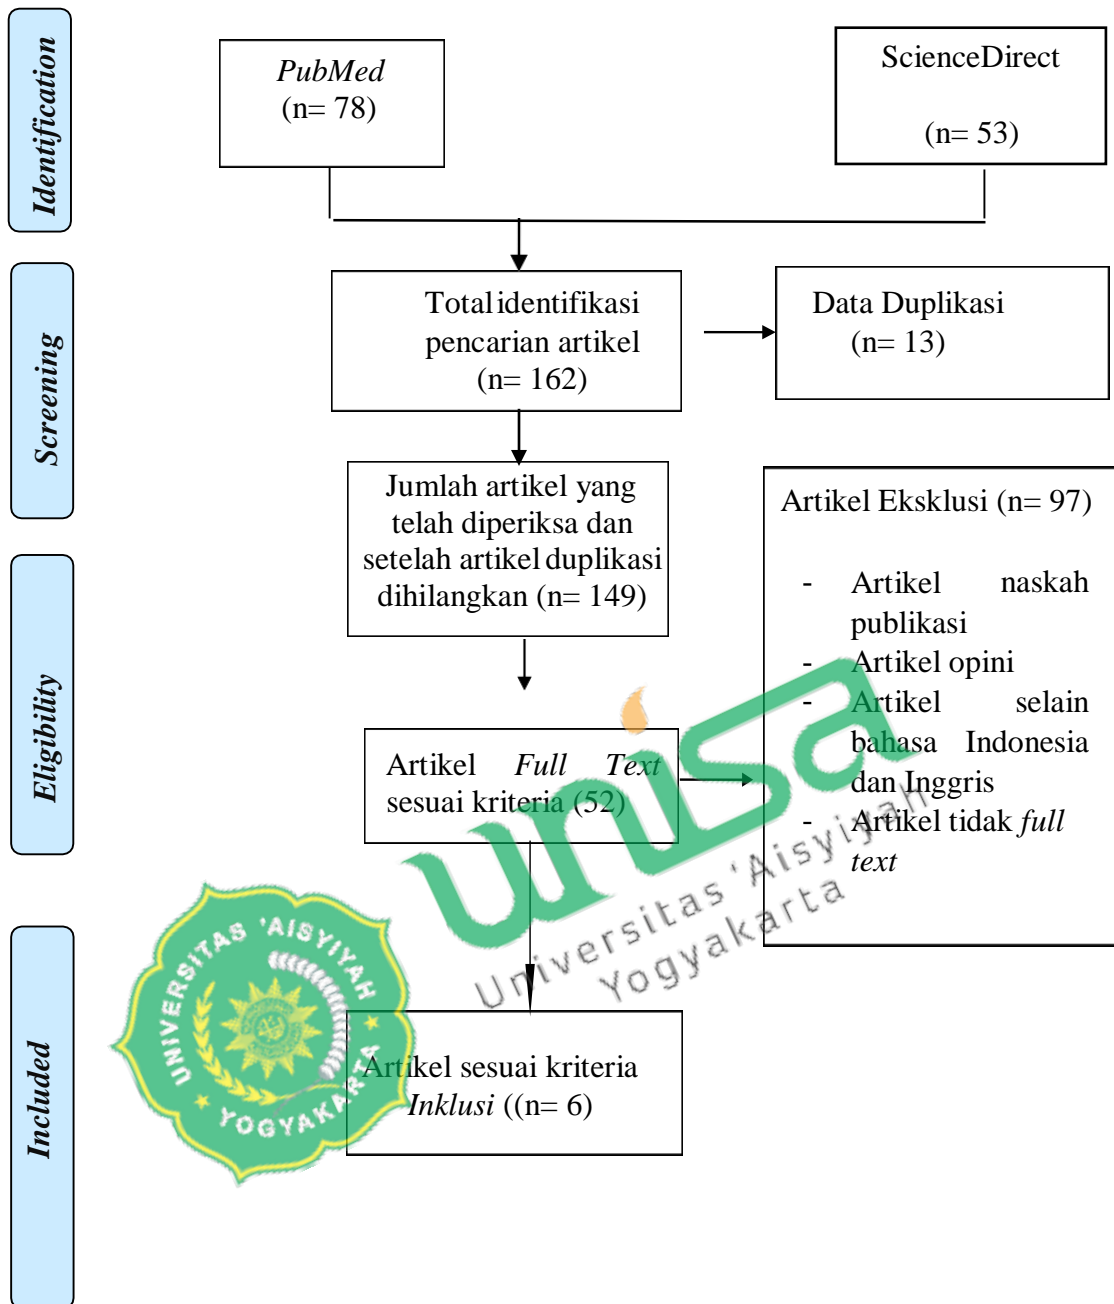 Identification
PubMed
(n= 78)
ScienceDirect
(n= 53)
Screening
Total identifikasi
pencarian artikel
(n= 162)
Data Duplikasi
(n= 13)
Jumlah artikel yang
telah diperiksa dan
setelah artikel duplikasi
dihilangkan (n= 149)
Eligibility
Artikel Full Text
sesuai kriteria (52)
Artikel Eksklusi (n= 97)
- Artikel naskah
publikasi
- Artikel opini
- Artikel selain
bahasa Indonesia
dan Inggris
- Artikel tidak full
text
unisa
Universitas 'Aisyiyah
Yogyakarta
UNIVERSITAS 'AISYIYAH
YOGYAKARTA
Included
Artikel sesuai kriteria
Inklusi ((n= 6)